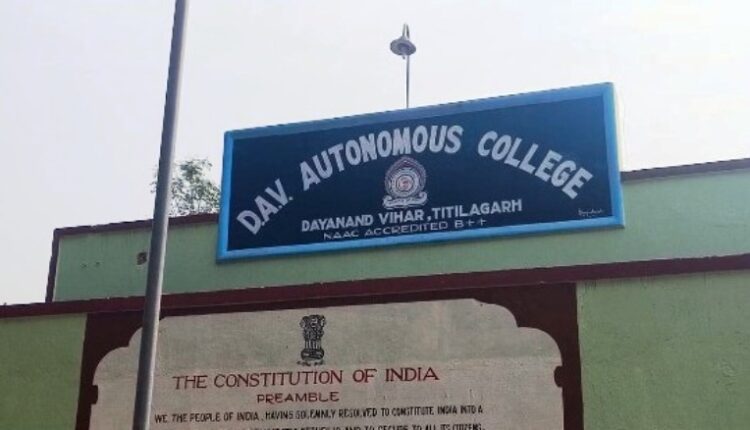 D.A.V. AUTONOMOUS COLLEGE
DAYANAND VIHAR, TITILAGARH
NAAC ACCREDITED B++
THE CONSTITUTION OF INDIA
PREAMBLE
WE, THE PEOPLE OF INDIA, HAVING SOLEMNLY RESOLVED TO CONSTITUTE INDIA INTO A
AND TO SECURE TO ALL ITS CITIZENS,